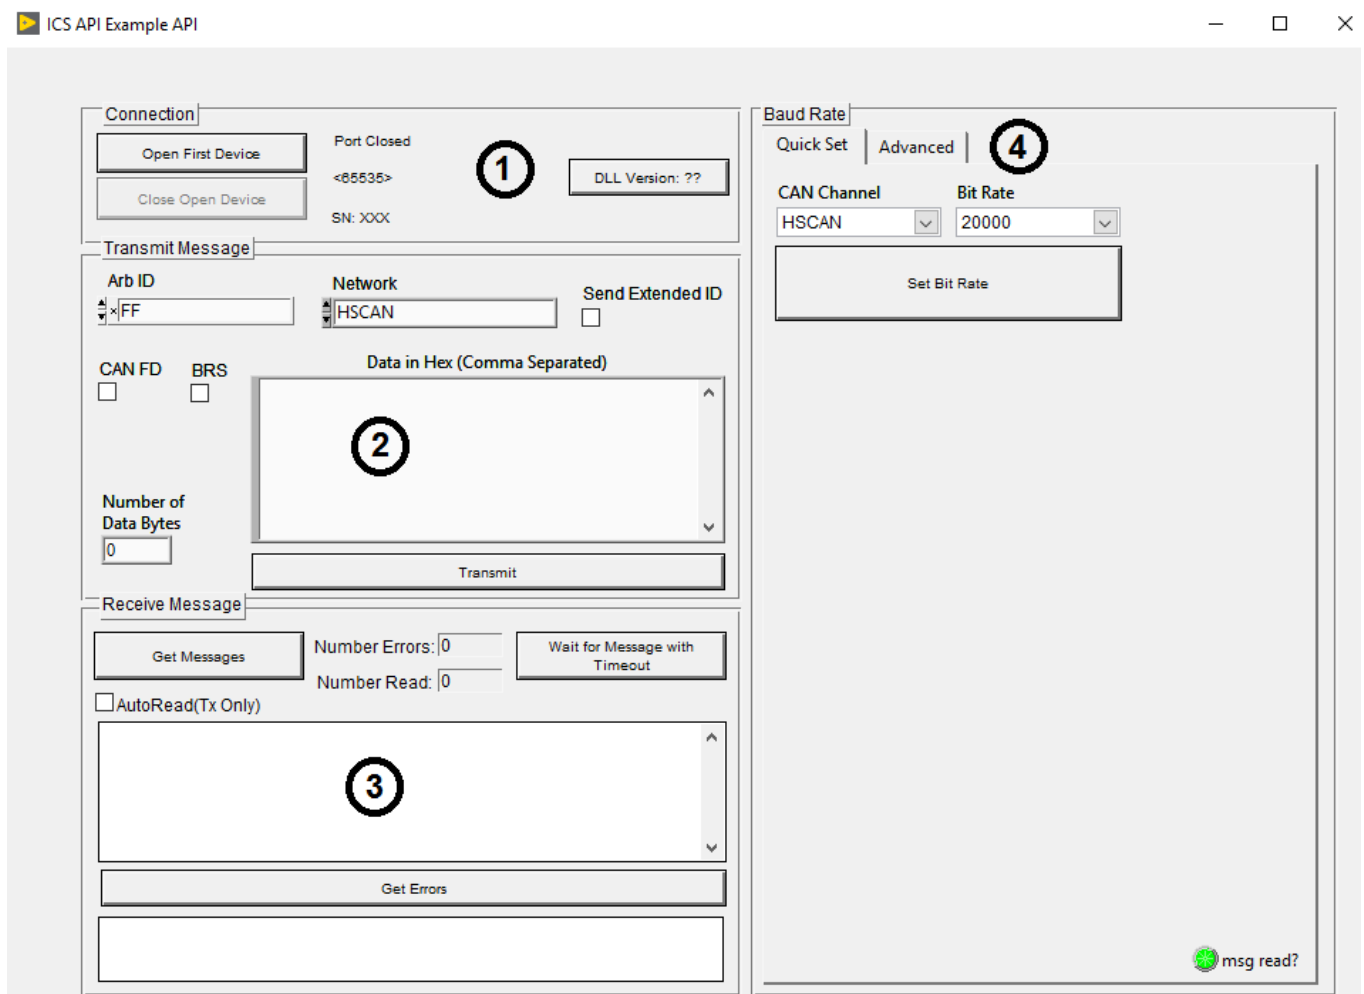 ICS API Example API
Connection
Open First Device
Port Closed
Close Open Device
<65535>
SN: XXX
1
DLL Version: ??
Transmit Message
Arb ID
Network
Send Extended ID
×FF
HSCAN
CAN FD
BRS
Data in Hex (Comma Separated)
2
Number of
Data Bytes
0
Transmit
Receive Message
Get Messages
Number Errors: 0
Number Read: 0
Wait for Message with
Timeout
AutoRead(Tx Only)
3
Get Errors
Baud Rate
Quick Set
Advanced
4
CAN Channel
Bit Rate
HSCAN
20000
Set Bit Rate
msg read?